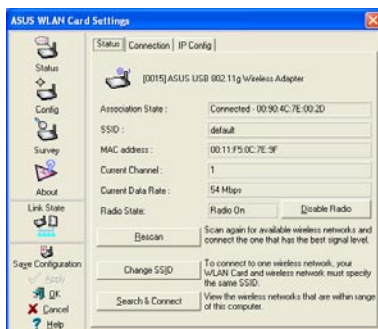 ASUS WLAN Card Settings
Status
Config
Survey
About
Link State
Save Configuration
Apply
OK
Cancel
Help
Status Connection IP Config
[0015] ASUS USB 802.11g Wireless Adapter
Association State : Connected - 00:90:4C:7E:00:2D
SSID : default
MAC address : 00:11:F5:0C:7E:9F
Current Channel : 1
Current Data Rate : 54 Mbps
Radio State: Radio On Disable Radio
Rescan
Scan again for available wireless networks and
connect the one that has the best signal level.
Change SSID
To connect to one wireless network, your
WLAN Card and wireless network must specify
the same SSID.
Search & Connect
View the wireless networks that are within range
of this computer.